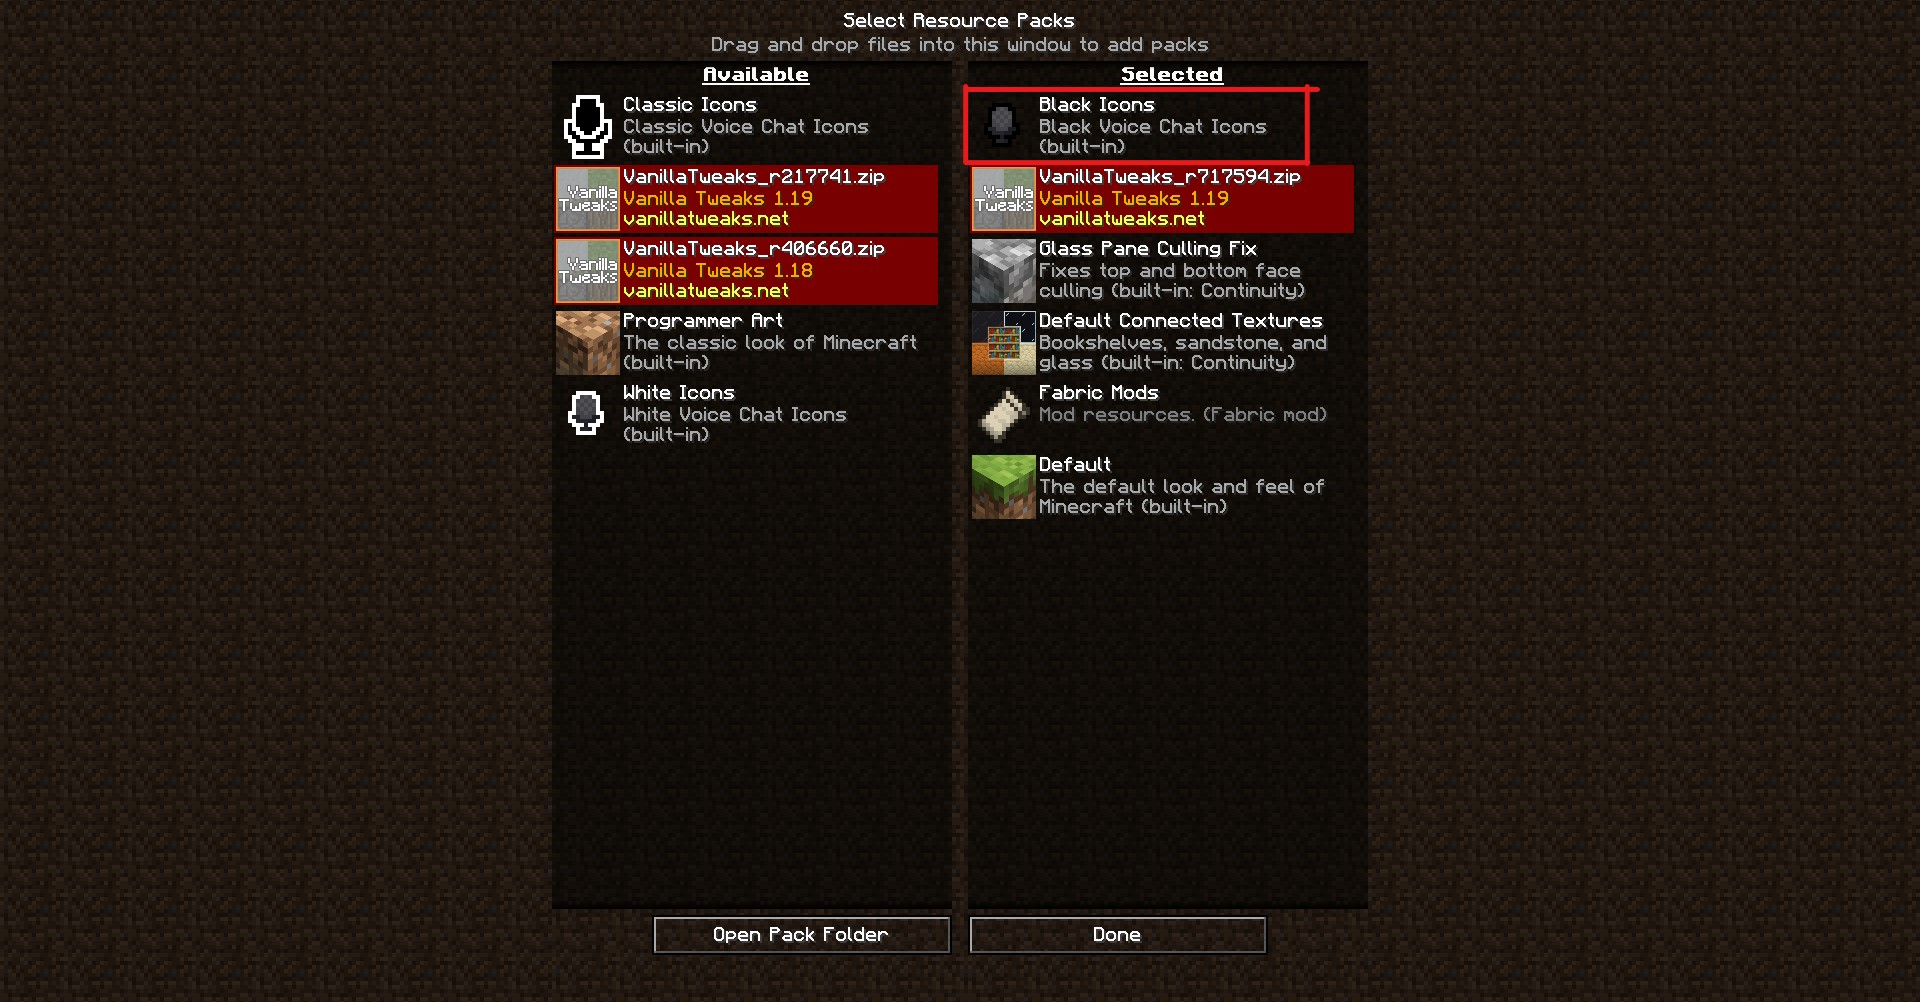 Select Resource Packs
Drag and drop files into this window to add packs
Available
Classic Icons
Classic Voice Chat Icons
(built-in)
Vanilla
Tweaks
VanillaTweaks_r217741.zip
Vanilla Tweaks 1.19
vanillatweaks.net
Vanilla
Tweaks
VanillaTweaks_r406660.zip
Vanilla Tweaks 1.18
vanillatweaks.net
Programmer Art
The classic look of Minecraft
(built-in)
White Icons
White Voice Chat Icons
(built-in)
Selected
Black Icons
Black Voice Chat Icons
(built-in)
Vanilla
Tweaks
VanillaTweaks_r717594.zip
Vanilla Tweaks 1.19
vanillatweaks.net
Glass Pane Culling Fix
Fixes top and bottom face
culling (built-in: Continuity)
Default Connected Textures
Bookshelves, sandstone, and
glass (built-in: Continuity)
Fabric Mods
Mod resources. (Fabric mod)
Default
The default look and feel of
Minecraft (built-in)
Open Pack Folder
Done